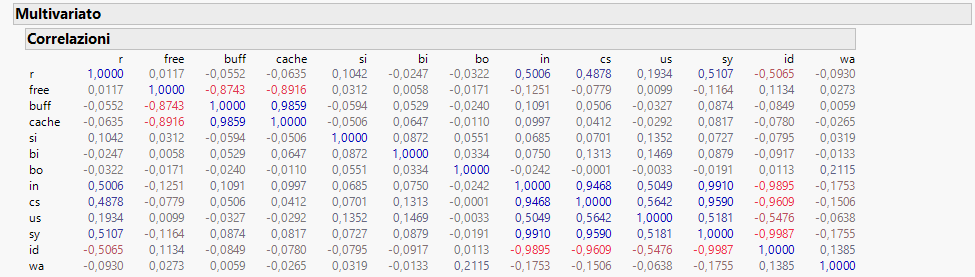 Multivariato
Correlazioni
r free buff cache si bi bo in cs us sy id wa
r 1,0000 0,0117 -0,0552 -0,0635 0,1042 -0,0247 -0,0322 0,5006 0,4878 0,1934 0,5107 -0,5065 -0,0930
free 0,0117 1,0000 -0,8743 -0,8916 0,0312 0,0058 -0,0171 -0,1251 -0,0779 0,0099 -0,1164 0,1134 0,0273
buff -0,0552 -0,8743 1,0000 0,9859 -0,0594 0,0529 -0,0240 0,1091 0,0506 -0,0327 0,0874 -0,0849 0,0059
cache -0,0635 -0,8916 0,9859 1,0000 -0,0506 0,0647 -0,0110 0,0997 0,0412 -0,0292 0,0817 -0,0780 -0,0265
si 0,1042 0,0312 -0,0594 -0,0506 1,0000 0,0872 0,0551 0,0685 0,0701 0,1352 0,0727 -0,0795 0,0319
bi -0,0247 0,0058 0,0529 0,0647 0,0872 1,0000 0,0334 0,0750 0,1313 0,1469 0,0879 -0,0917 -0,0133
bo -0,0322 -0,0171 -0,0240 -0,0110 0,0551 0,0334 1,0000 -0,0242 -0,0001 -0,0033 -0,0191 0,0113 0,2115
in 0,5006 -0,1251 0,1091 0,0997 0,0685 0,0750 -0,0242 1,0000 0,9468 0,5049 0,9910 -0,9895 -0,1753
cs 0,4878 -0,0779 0,0506 0,0412 0,0701 0,1313 -0,0001 0,9468 1,0000 0,5642 0,9590 -0,9609 -0,1506
us 0,1934 0,0099 -0,0327 -0,0292 0,1352 0,1469 -0,0033 0,5049 0,5642 1,0000 0,5181 -0,5476 -0,0638
sy 0,5107 -0,1164 0,0874 0,0817 0,0727 0,0879 -0,0191 0,9910 0,9590 0,5181 1,0000 -0,9987 -0,1755
id -0,5065 0,1134 -0,0849 -0,0780 -0,0795 -0,0917 0,0113 -0,9895 -0,9609 -0,5476 -0,9987 1,0000 0,1385
wa -0,0930 0,0273 0,0059 -0,0265 0,0319 -0,0133 0,2115 -0,1753 -0,1506 -0,0638 -0,1755 0,1385 1,0000